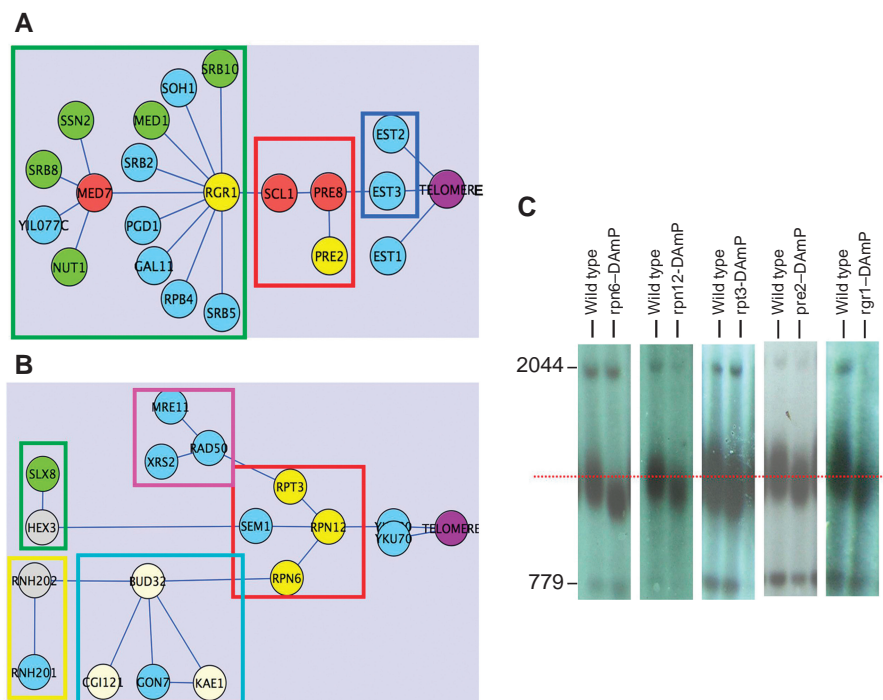 A
SRB10
SOH1
SSN2
MED1
SRB2
SRB8
MED7
RGR1
YIL077C
PGD1
NUT1
GAL11
RPB4
SRB5
SCL1
PRE8
PRE2
EST2
EST3
TELOMERE
EST1
B
MRE11
XRS2
RAD50
SLX8
HEX3
RPT3
SEM1
RPN12
YKU70
TELOMERE
RPN6
RNH202
BUD32
RNH201
CGI121
GON7
KAE1
C
Wild type
rpn6–DAmP
Wild type
rpn12-DAmP
Wild type
rpt3-DAmP
Wild type
pre2–DAmP
Wild type
rgr1–DAmP
2044
779